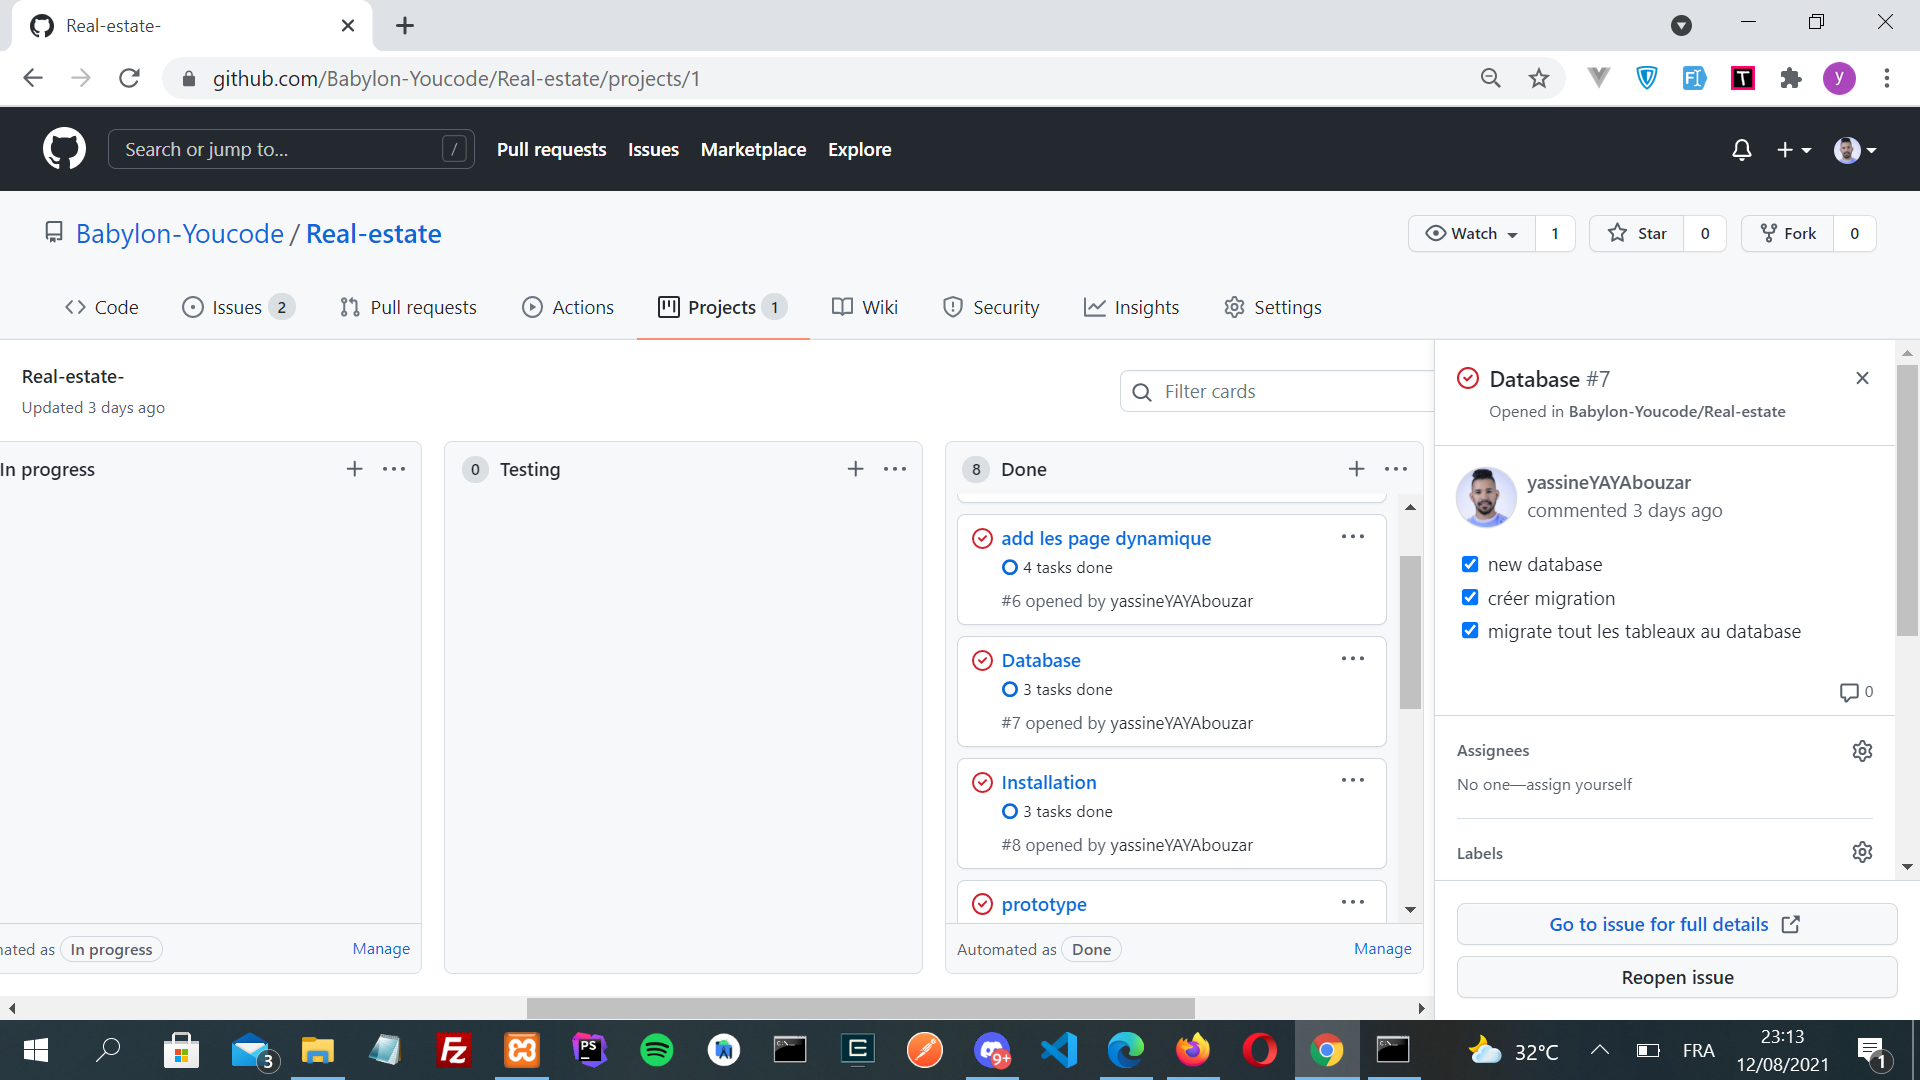 Real-estate-
github.com/Babylon-Youcode/Real-estate/projects/1
T
y
Search or jump to... /
Pull requests Issues Marketplace Explore
Babylon-Youcode / Real-estate
Watch 1 Star 0 Fork 0
Code Issues 2 Pull requests Actions Projects 1 Wiki Security Insights Settings
Real-estate-
Updated 3 days ago
Filter cards
In progress
0 Testing
8 Done
add les page dynamique
4 tasks done
#6 opened by yassineYAYAbouzar
Database
3 tasks done
#7 opened by yassineYAYAbouzar
Installation
3 tasks done
#8 opened by yassineYAYAbouzar
prototype
mated as In progress Manage
Automated as Done Manage
Database #7
Opened in Babylon-Youcode/Real-estate
yassineYAYAbouzar
commented 3 days ago
new database
créer migration
migrate tout les tableaux au database
0
Assignees
No one—assign yourself
Labels
Go to issue for full details
Reopen issue
3
Fz
PS
9+
32°C
FRA
23:13
12/08/2021
1